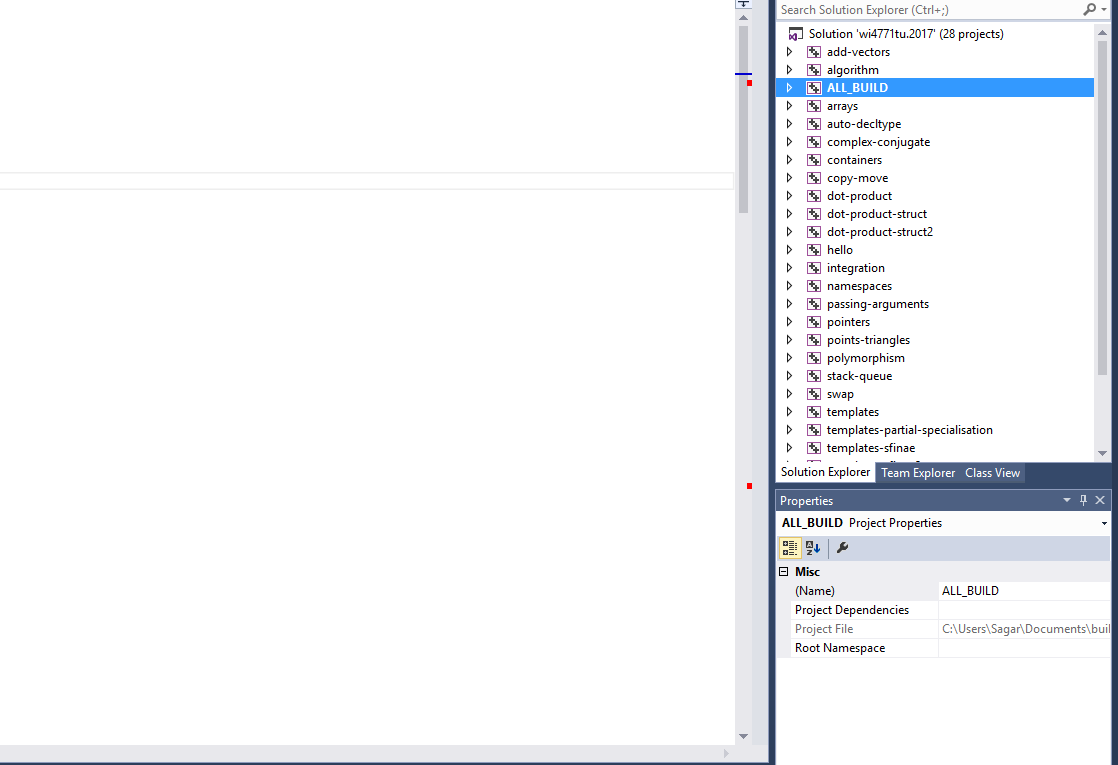 Search Solution Explorer (Ctrl+;)
Solution 'wi4771tu.2017' (28 projects)
add-vectors
algorithm
ALL_BUILD
arrays
auto-decltype
complex-conjugate
containers
copy-move
dot-product
dot-product-struct
dot-product-struct2
hello
integration
namespaces
passing-arguments
pointers
points-triangles
polymorphism
stack-queue
swap
templates
templates-partial-specialisation
templates-sfinae
Solution Explorer Team Explorer Class View
Properties
ALL_BUILD Project Properties
Misc
(Name) ALL_BUILD
Project Dependencies
Project File C:\Users\Sagar\Documents\buil
Root Namespace